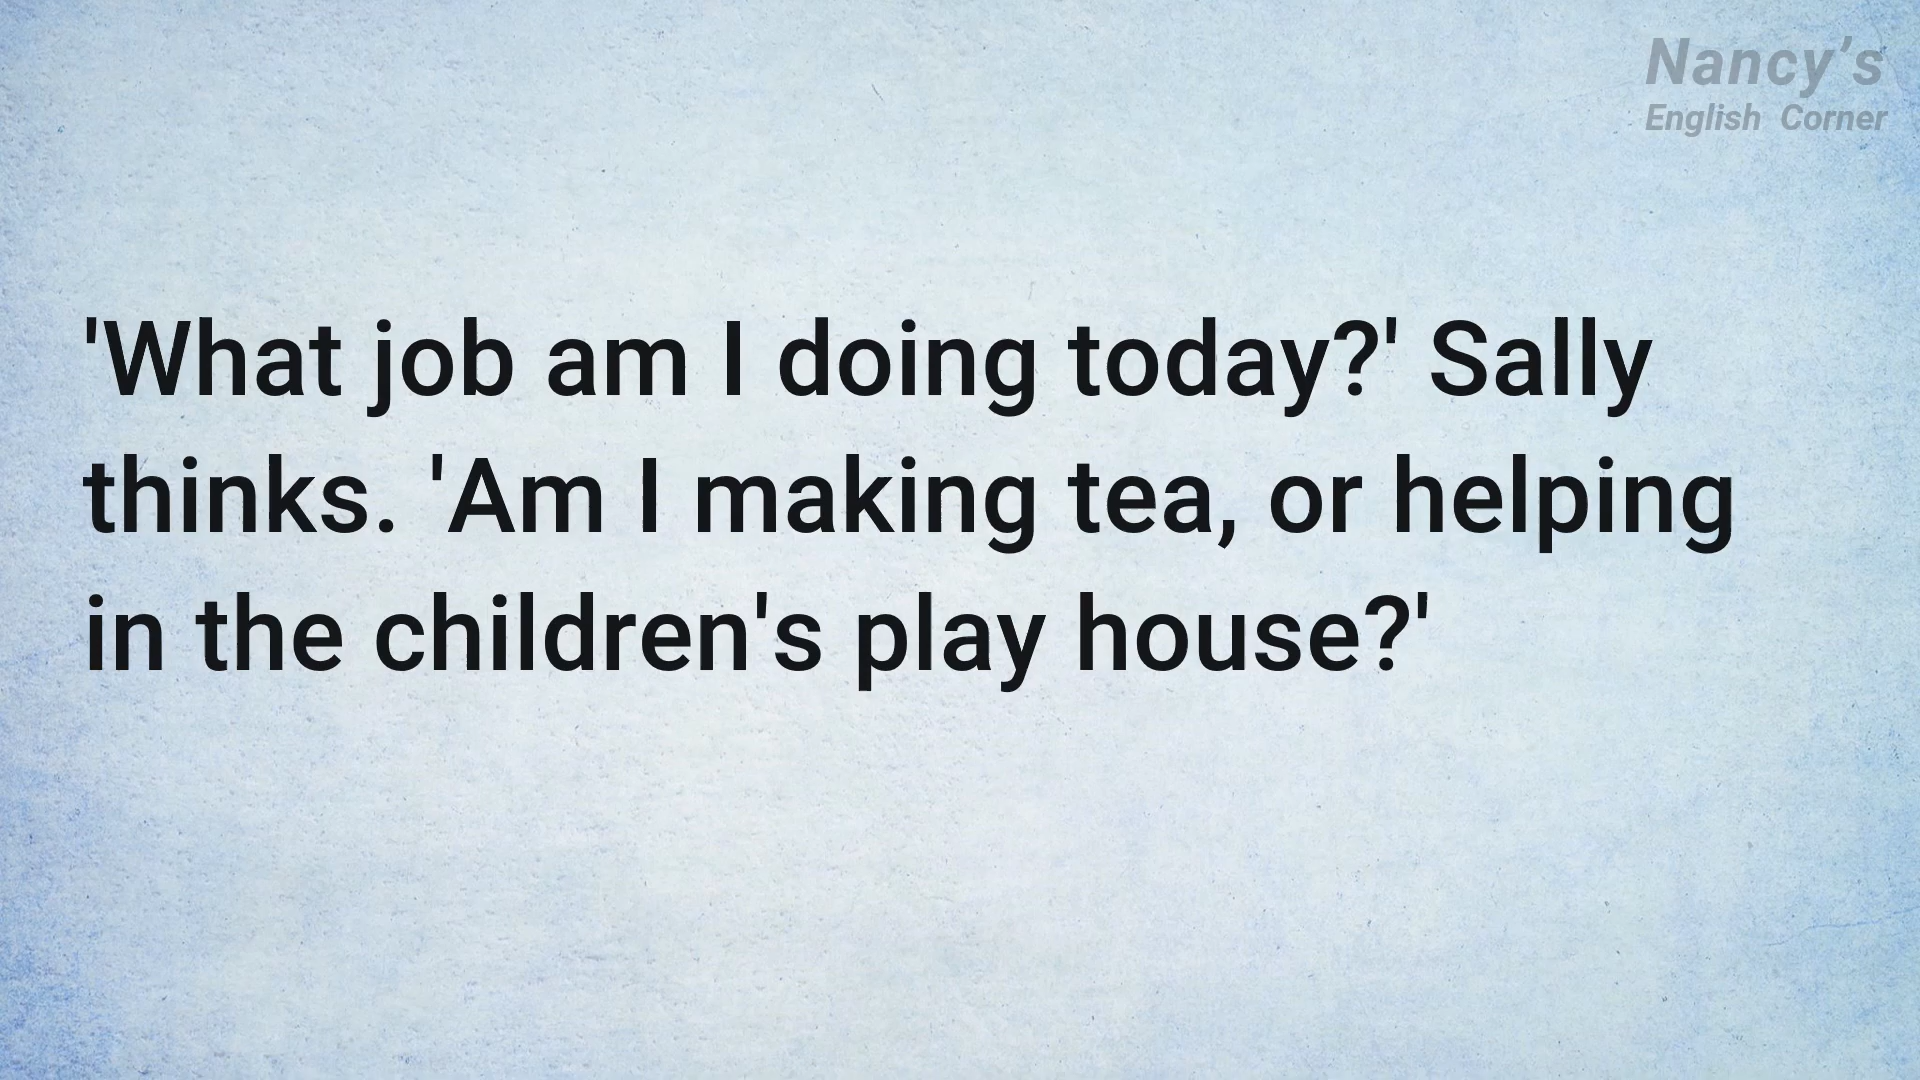 Nancy’s
English Corner
'What job am I doing today?' Sally
thinks. 'Am I making tea, or helping
in the children's play house?'